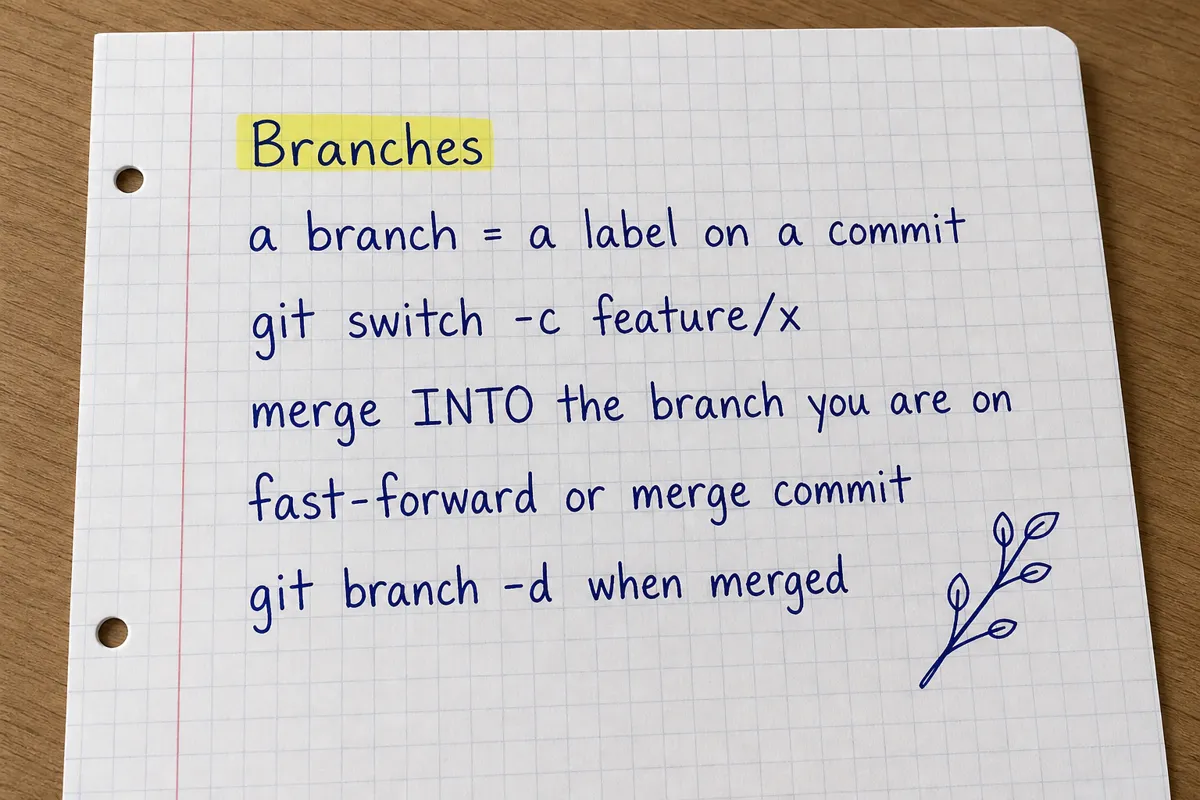 Branches
a branch = a label on a commit
git switch -c feature/x
merge INTO the branch you are on
fast-forward or merge commit
git branch -d when merged